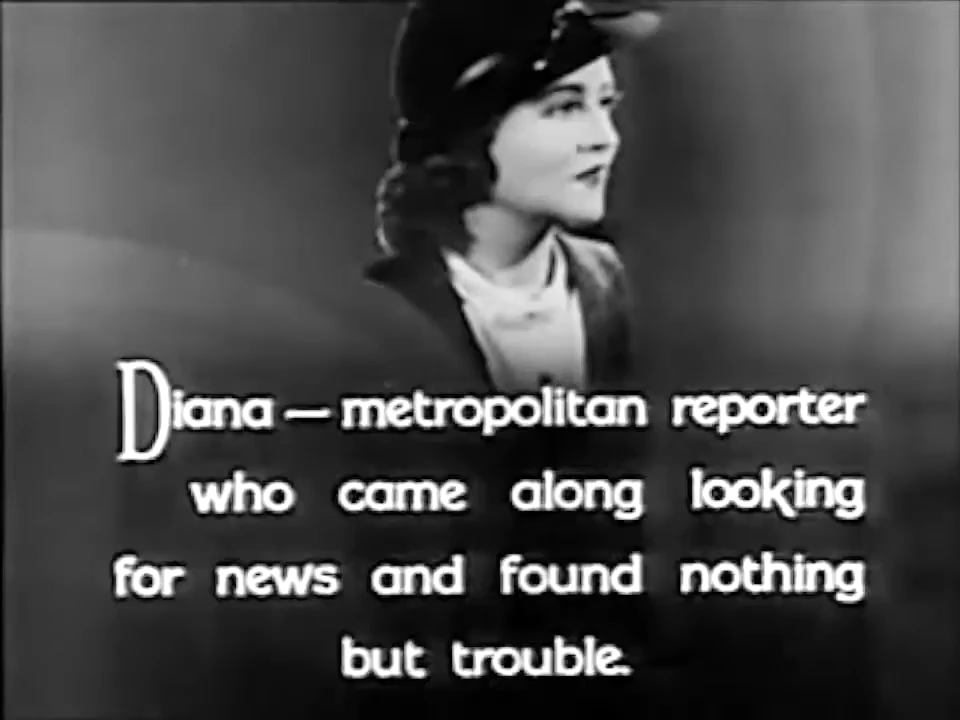 Diana — metropolitan reporter
who came along looking
for news and found nothing
but trouble.